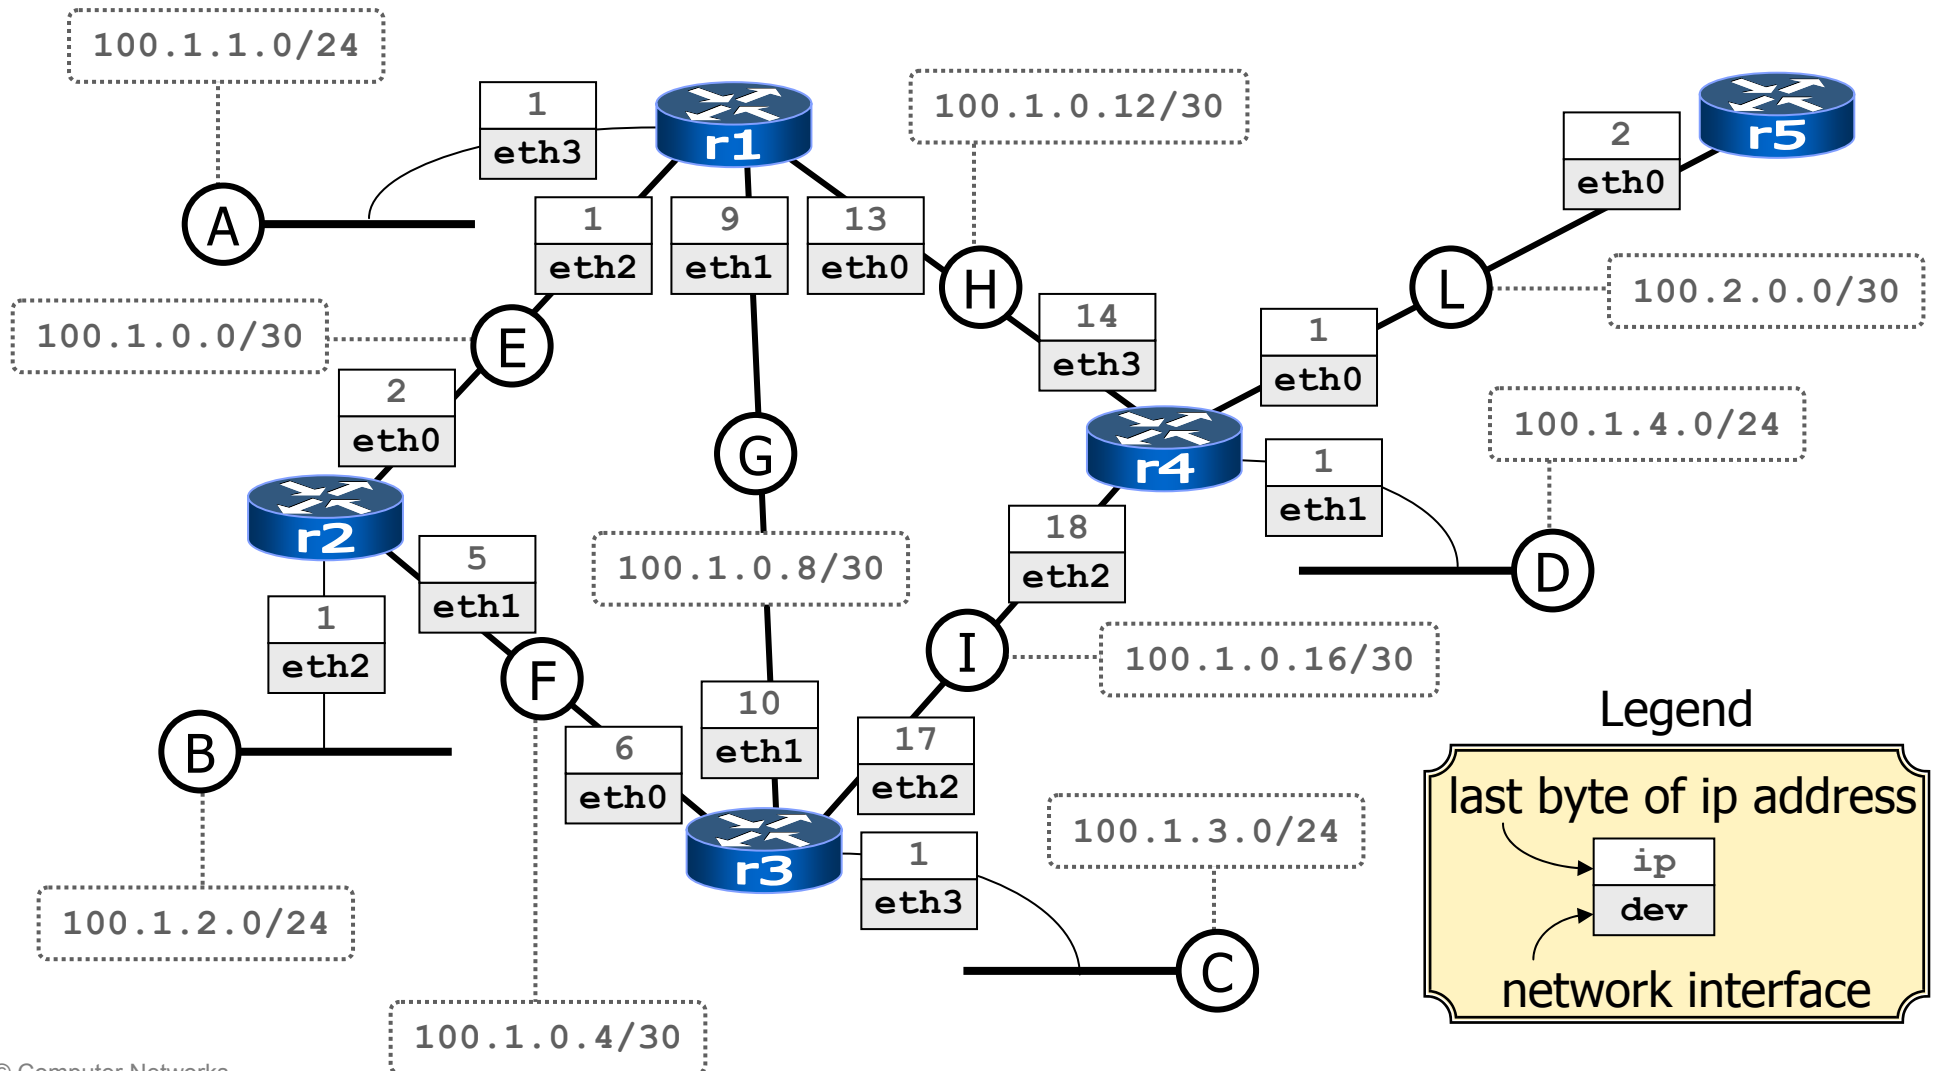 100.1.1.0/24
1
eth3
r1
100.1.0.12/30
2
eth0
r5
A
1
eth2
9
eth1
13
eth0
H
L
100.2.0.0/30
100.1.0.0/30
E
14
eth3
1
eth0
2
eth0
G
r4
1
eth1
100.1.4.0/24
r2
5
eth1
100.1.0.8/30
18
eth2
D
1
eth2
F
I
100.1.0.16/30
B
6
eth0
10
eth1
17
eth2
r3
1
eth3
100.1.3.0/24
C
100.1.2.0/24
100.1.0.4/30
Legend
last byte of ip address
ip
dev
network interface
© Computer Networks